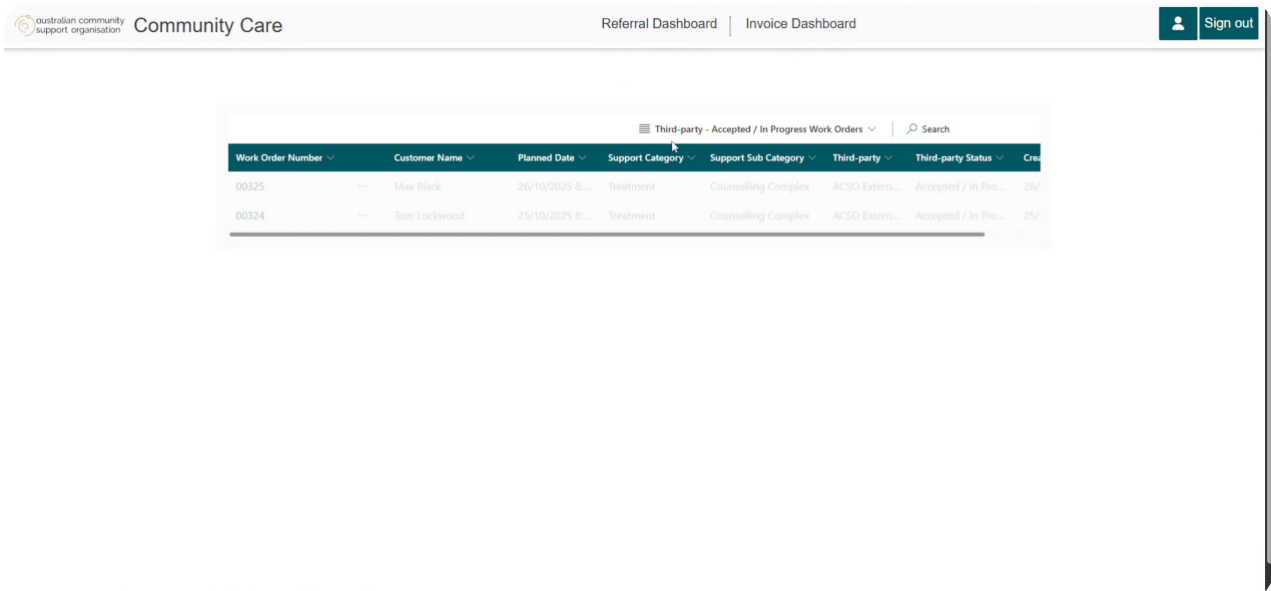 australian community
support organisation
Community Care
Referral Dashboard
Invoice Dashboard
Sign out
Third-party - Accepted / In Progress Work Orders
Search
Work Order Number Customer Name Planned Date Support Category Support Sub Category Third-party Third-party Status Crea
00325 ... Max Black 26/10/2025 8:... Treatment Counselling Complex ACSO Extern... Accepted / In Pro... 26/
00324 ... Tom Lockwood 25/10/2025 8:... Treatment Counselling Complex ACSO Extern... Accepted / In Pro... 25/